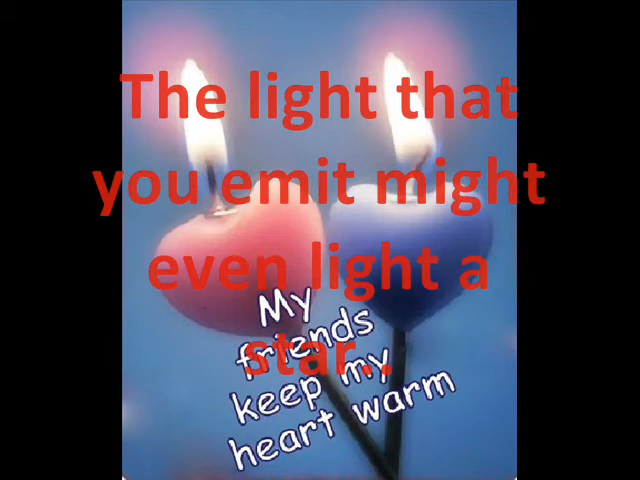 The light that
you emit might
even light a
star..
My
friends
keep my
heart warm